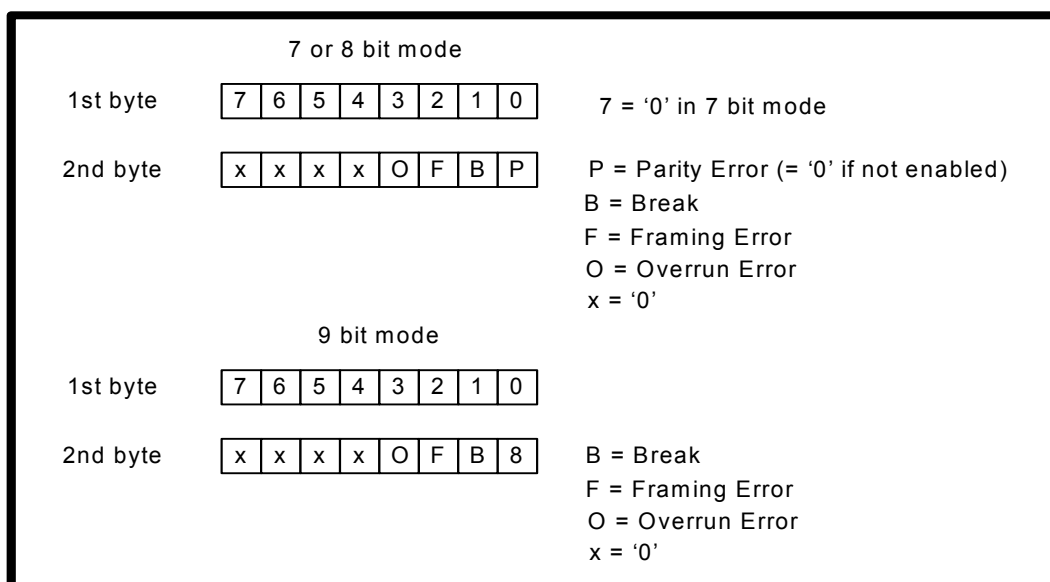 7 or 8 bit mode
1st byte 7 6 5 4 3 2 1 0 7 = ‘0’ in 7 bit mode
2nd byte x x x x O F B P P = Parity Error (= ‘0’ if not enabled)
B = Break
F = Framing Error
O = Overrun Error
x = ‘0’
9 bit mode
1st byte 7 6 5 4 3 2 1 0
2nd byte x x x x O F B 8 B = Break
F = Framing Error
O = Overrun Error
x = ‘0’